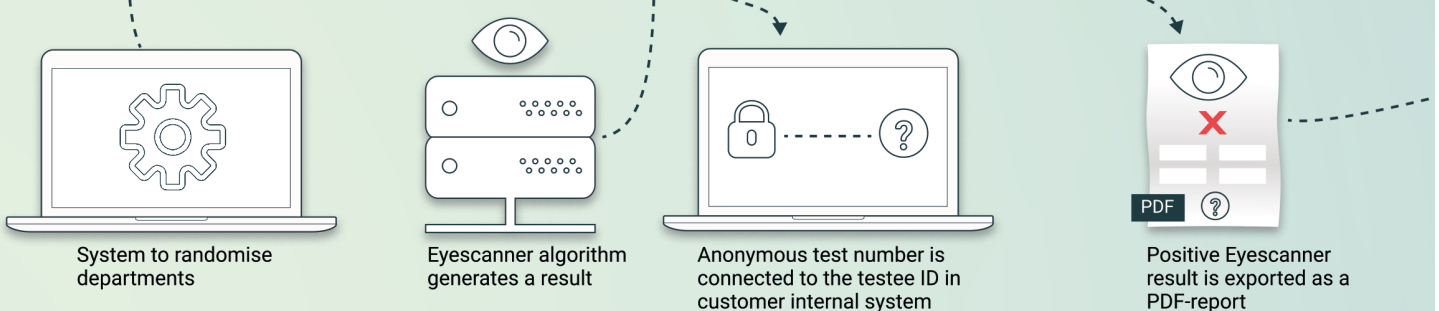 System to randomise
departments
Eyescanner algorithm
generates a result
?
Anonymous test number is
connected to the testee ID in
customer internal system
X
PDF
?
Positive Eyescanner
result is exported as a
PDF-report